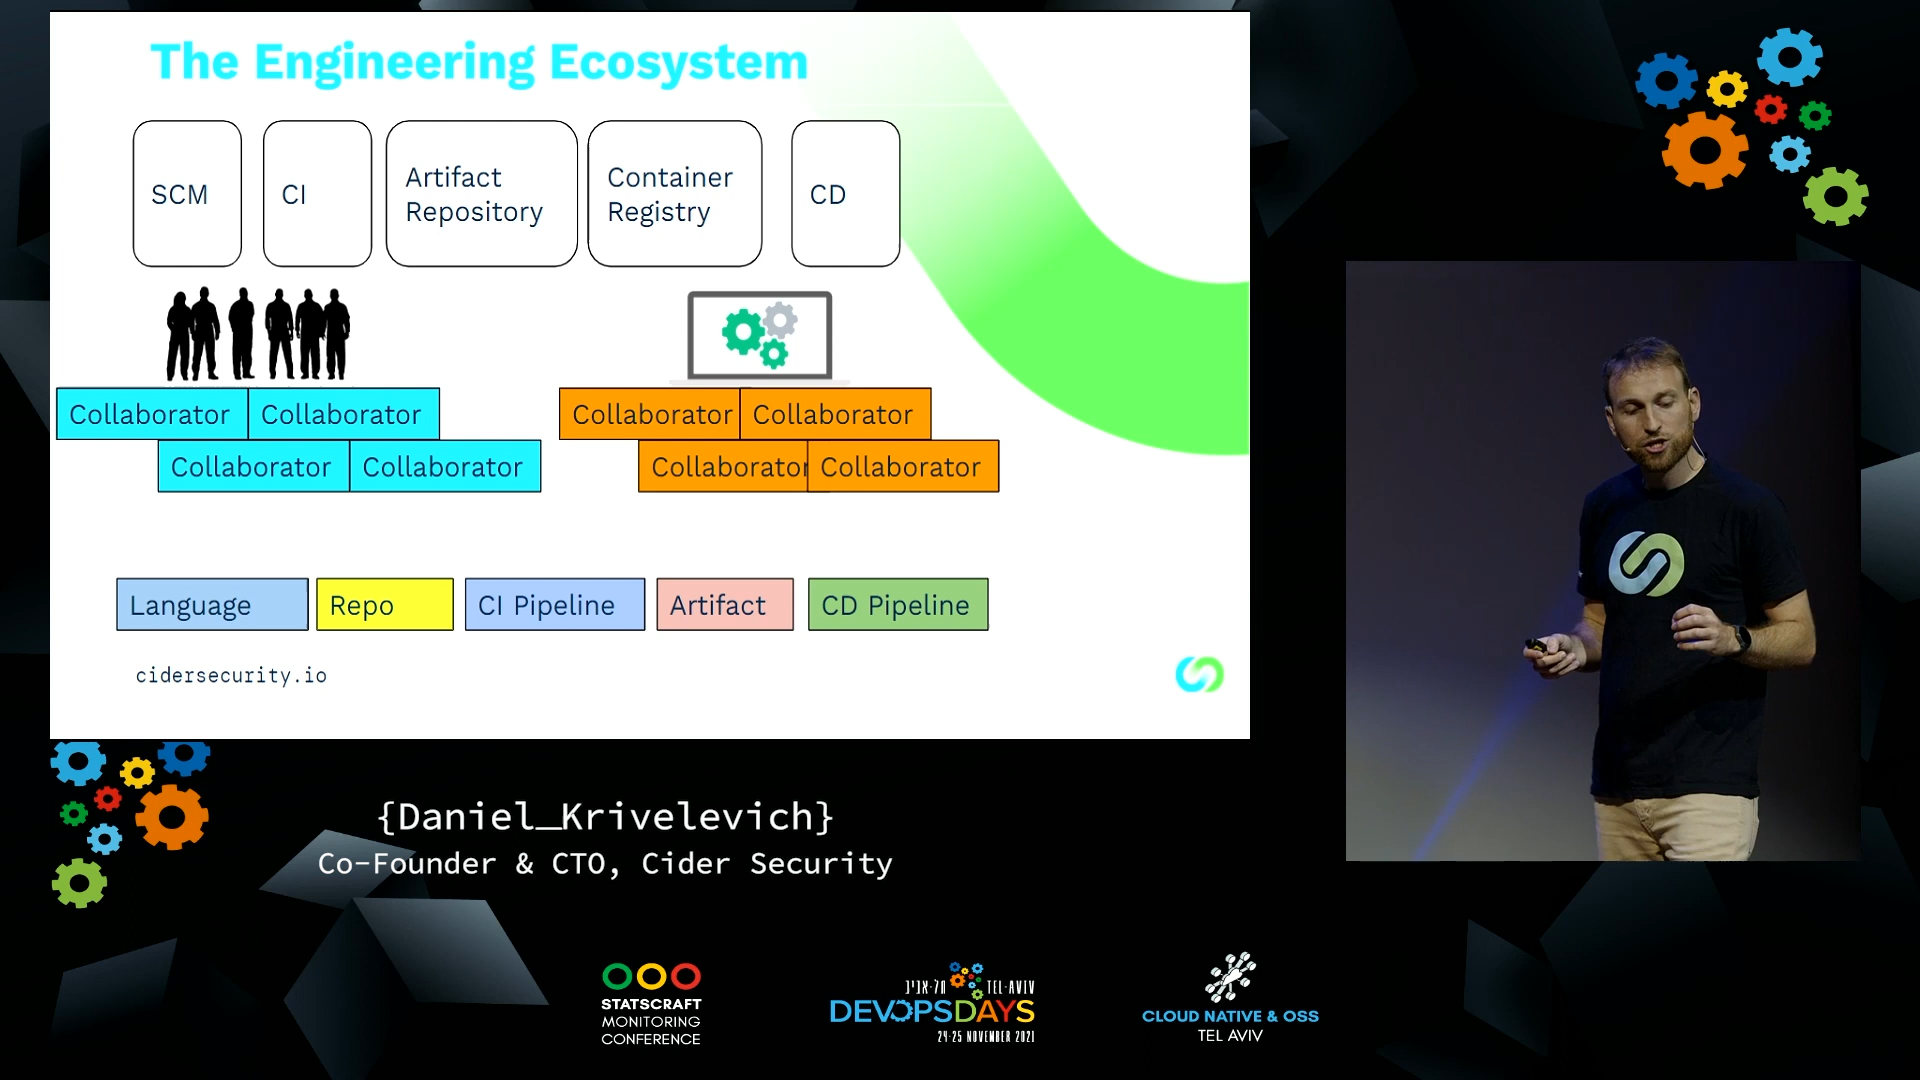 The Engineering Ecosystem
SCM
CI
Artifact
Repository
Container
Registry
CD
Collaborator
Collaborator
Collaborator
Collaborator
Collaborator
Collaborator
Collaborator
Collaborator
Language
Repo
CI Pipeline
Artifact
CD Pipeline
cidersecurity.io
{Daniel_Krivelevich}
Co-Founder & CTO, Cider Security
STATSCRAFT
MONITORING
CONFERENCE
תל-אביב TEL-AVIV
DEVOPSDAYS
24-25 NOVEMBER 2021
CLOUD NATIVE & OSS
TEL AVIV